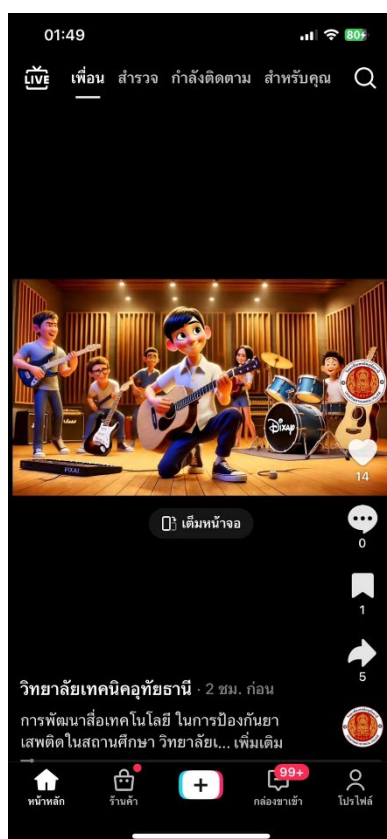 01:49
80
LIVE
เพื่อน
สำรวจ
กำลังติดตาม
สำหรับคุณ
PIXAI
14
เต็มหน้าจอ
0
1
5
วิทยาลัยเทคนิคอุทัยธานี · 2 ชม. ก่อน
การพัฒนาสื่อเทคโนโลยี ในการป้องกันยา
เสพติดในสถานศึกษา วิทยาลัยเ... เพิ่มเติม
99+
หน้าหลัก
ร้านค้า
กล่องขาเข้า
โปรไฟล์